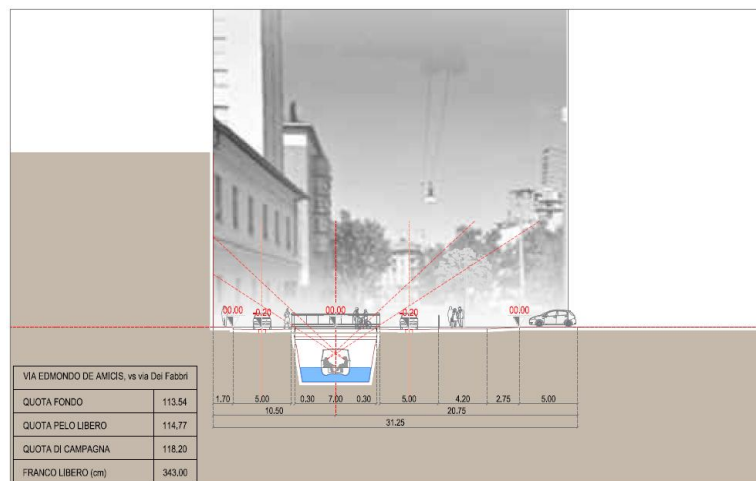 00.00 -0.20 00.00 -0.20 00.00
VIA EDMONDO DE AMICIS, vs via Dei Fabbri
QUOTA FONDO 113.54
QUOTA PELO LIBERO 114,77
QUOTA DI CAMPAGNA 118.20
FRANCO LIBERO (cm) 343.00
1.70 5.00 0.30 7.00 0.30 5.00 4.20 2.75 5.00
10.50 20.75
31.25